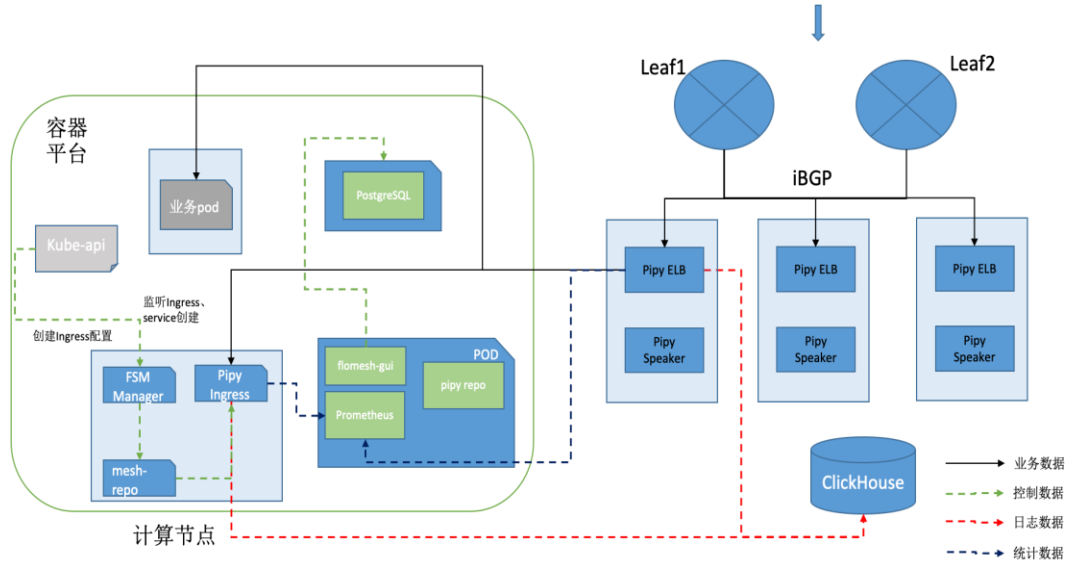 Leaf1
Leaf2
容器
平台
iBGP
PostgreSQL
业务pod
Kube-api
Pipy ELB
Pipy ELB
Pipy ELB
监听Ingress、
service创建
创建Ingress配置
Pipy
Speaker
Pipy
Speaker
Pipy
Speaker
POD
flomesh-gui
pipy repo
FSM
Manager
Pipy
Ingress
Prometheus
mesh-
repo
ClickHouse
业务数据
控制数据
日志数据
统计数据
计算节点